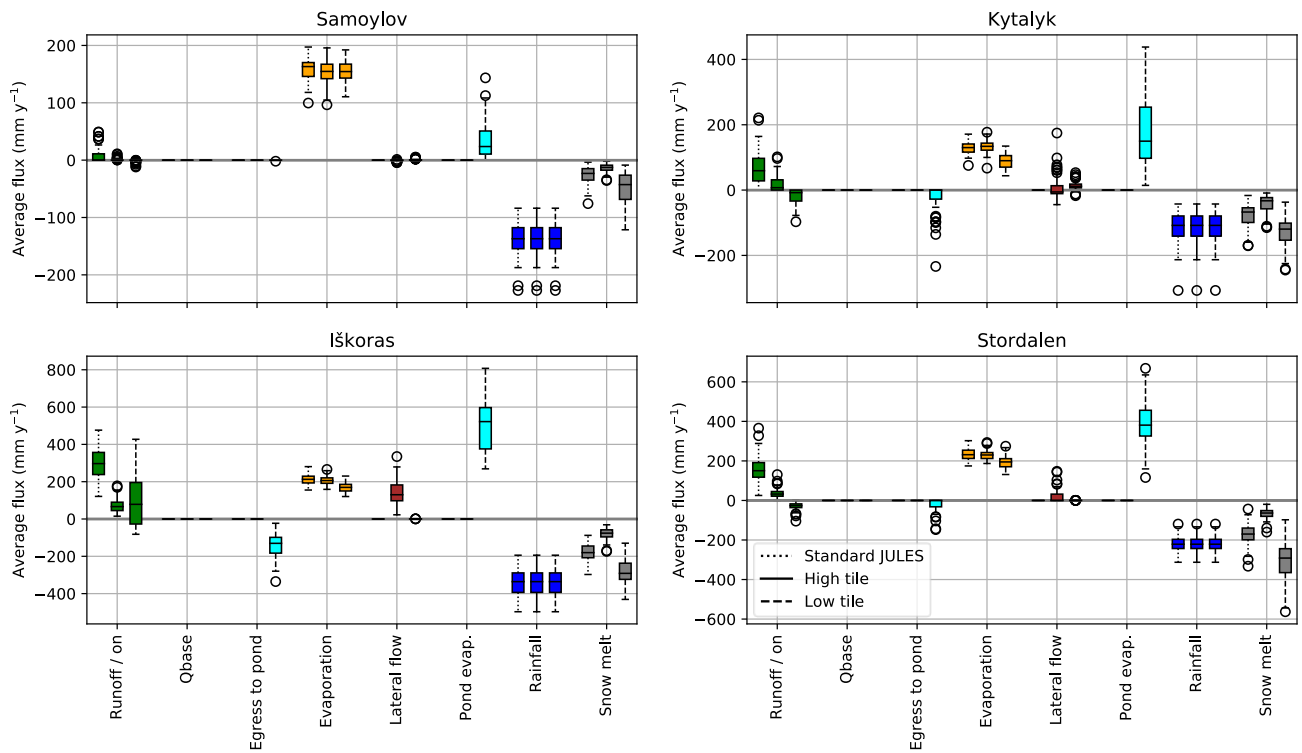 Samoylov
Average flux (mm y⁻¹)
200
100
0
−100
−200
Kytalyk
Average flux (mm y⁻¹)
400
200
0
−200
Iškoras
Average flux (mm y⁻¹)
800
600
400
200
0
−200
−400
Runoff / on
Qbase
Egress to pond
Evaporation
Lateral flow
Pond evap.
Rainfall
Snow melt
Stordalen
Average flux (mm y⁻¹)
600
400
200
0
−200
−400
−600
Standard JULES
High tile
Low tile
Runoff / on
Qbase
Egress to pond
Evaporation
Lateral flow
Pond evap.
Rainfall
Snow melt